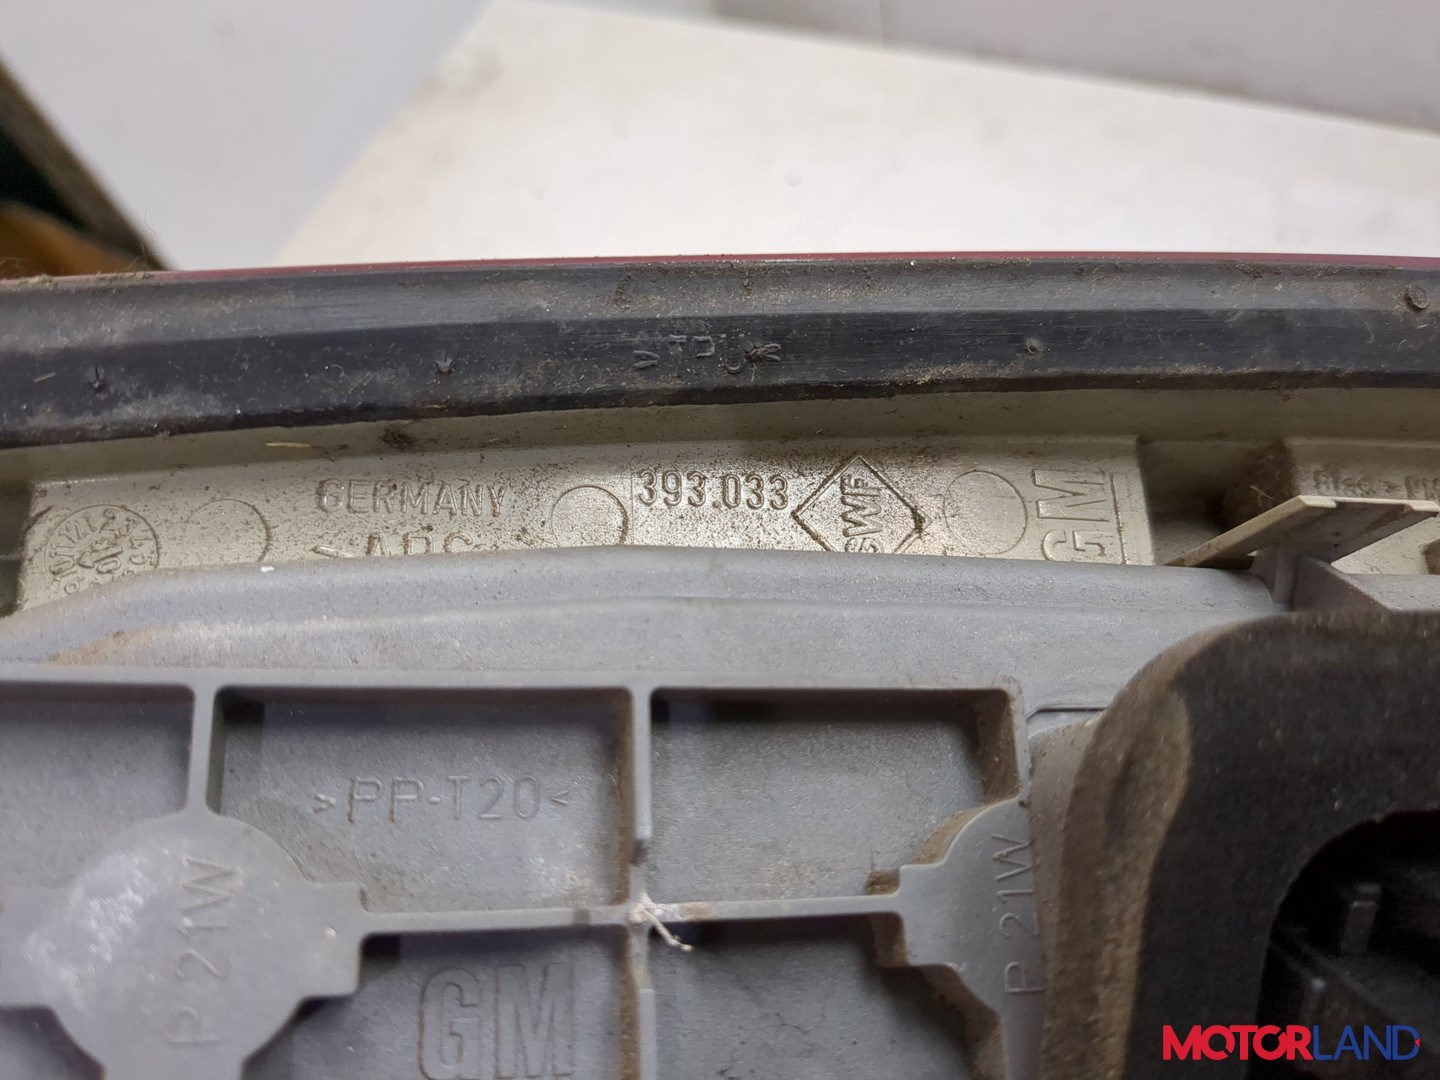 GERMANY
393.033
SWF
GM
>PP-T20<
P 21W
P 21W
GM
MOTORLAND